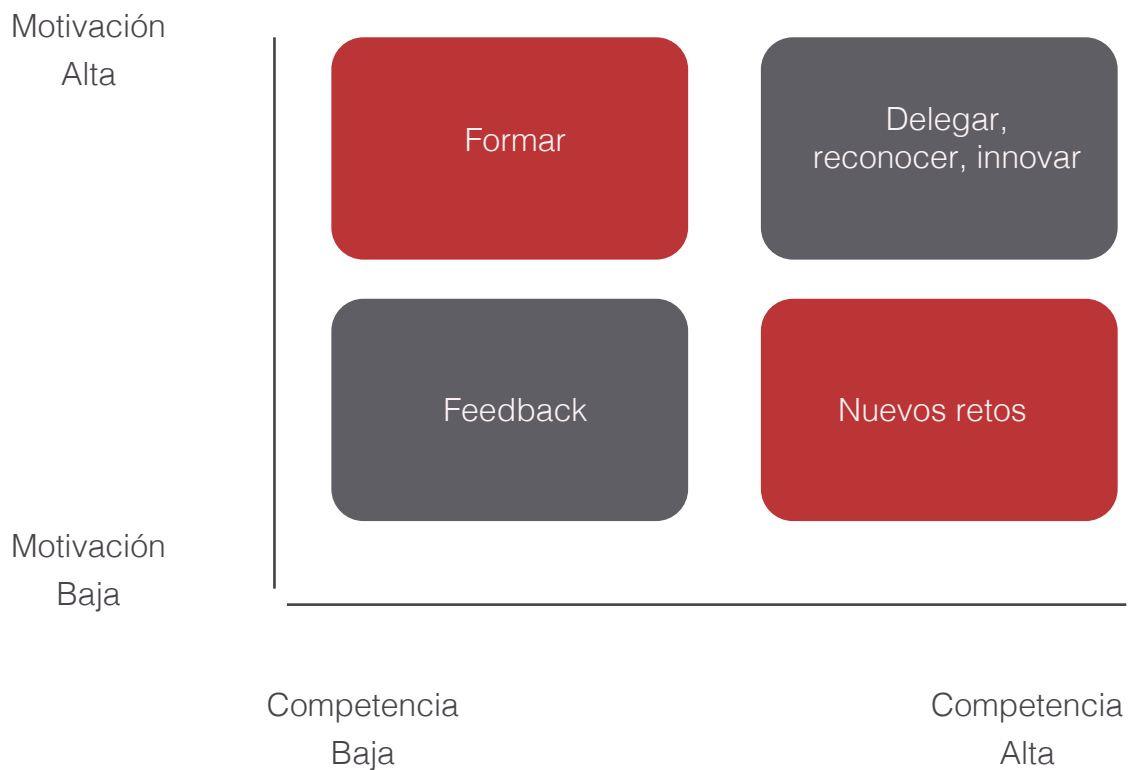 Motivación
Alta
Formar
Delegar,
reconocer, innovar
Feedback
Nuevos retos
Motivación
Baja
Competencia
Baja
Competencia
Alta